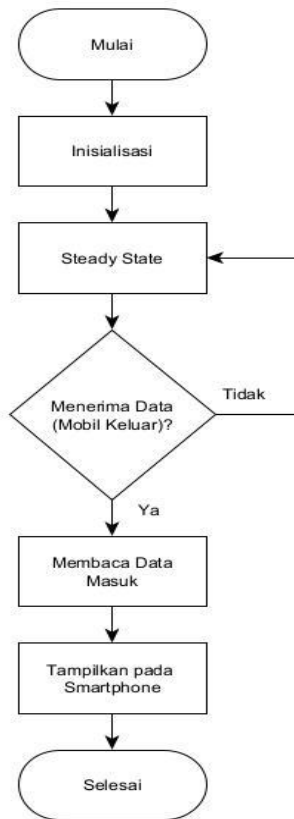 Mulai
Inisialisasi
Steady State
Menerima Data
(Mobil Keluar)?
Tidak
Ya
Membaca Data
Masuk
Tampilkan pada
Smartphone
Selesai